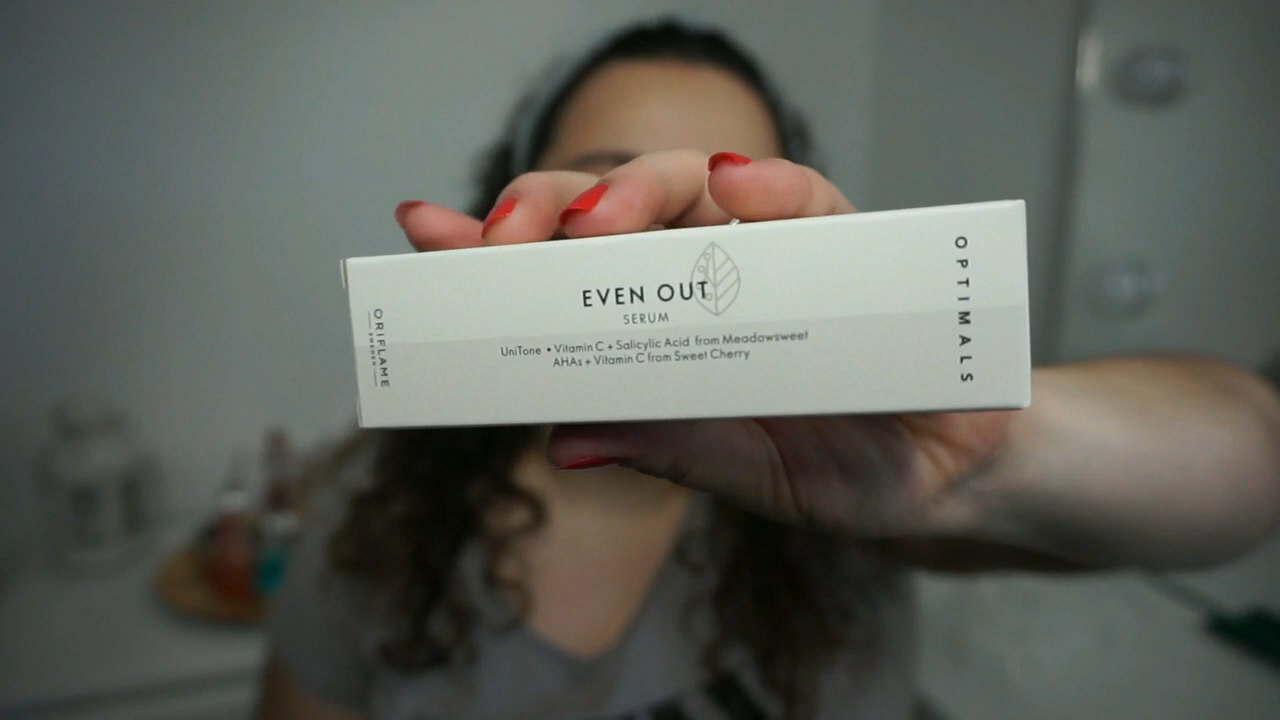 ORIFLAME
SWEDEN
EVEN OUT
SERUM
UniTone • Vitamin C + Salicylic Acid from Meadowsweet
AHAs + Vitamin C from Sweet Cherry
OPTIMALS